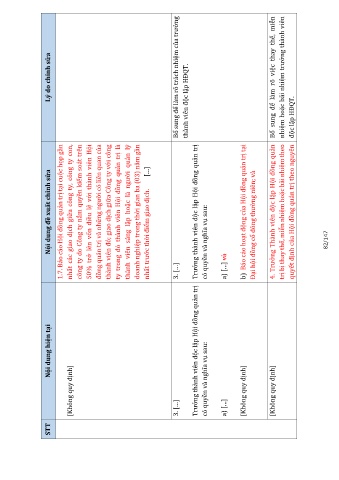 STT
Nội dung hiện tại
Nội dung đề xuất chỉnh sửa
Lý do chỉnh sửa
[Không quy định]
1.7. Báo cáo Hội đồng quản trị tại cuộc họp gần
nhất các giao dịch giữa công ty, công ty con,
công ty do Công ty nắm quyền kiểm soát trên
50% trở lên vốn điều lệ với thành viên Hội
đồng quản trị và những người có liên quan của
thành viên đó; giao dịch giữa Công ty với công
ty trong đó thành viên Hội đồng quản trị là
thành viên sáng lập hoặc là người quản lý
doanh nghiệp trong thời gian ba (03) năm gần
nhất trước thời điểm giao dịch. [...]
3. [...]
Trưởng thành viên độc lập Hội đồng quản trị
có quyền và nghĩa vụ sau:
a) [...]
3. [...]
Trưởng thành viên độc lập Hội đồng quản trị
có quyền và nghĩa vụ sau:
a) [...] và
Bổ sung để làm rõ trách nhiệm của trưởng
thành viên độc lập HĐQT.
[Không quy định]
b) Báo cáo hoạt động của Hội đồng quản trị tại
Đại hội đồng cổ đông thường niên; và
[Không quy định]
4. Trưởng Thành viên độc lập Hội đồng quản
trị bị thay thế, miễn nhiệm hoặc bãi nhiệm theo
quyết định của Hội đồng quản trị theo nguyên
Bổ sung để làm rõ việc thay thế, miễn
nhiệm hoặc bãi nhiệm trưởng thành viên
độc lập HĐQT.
82/147